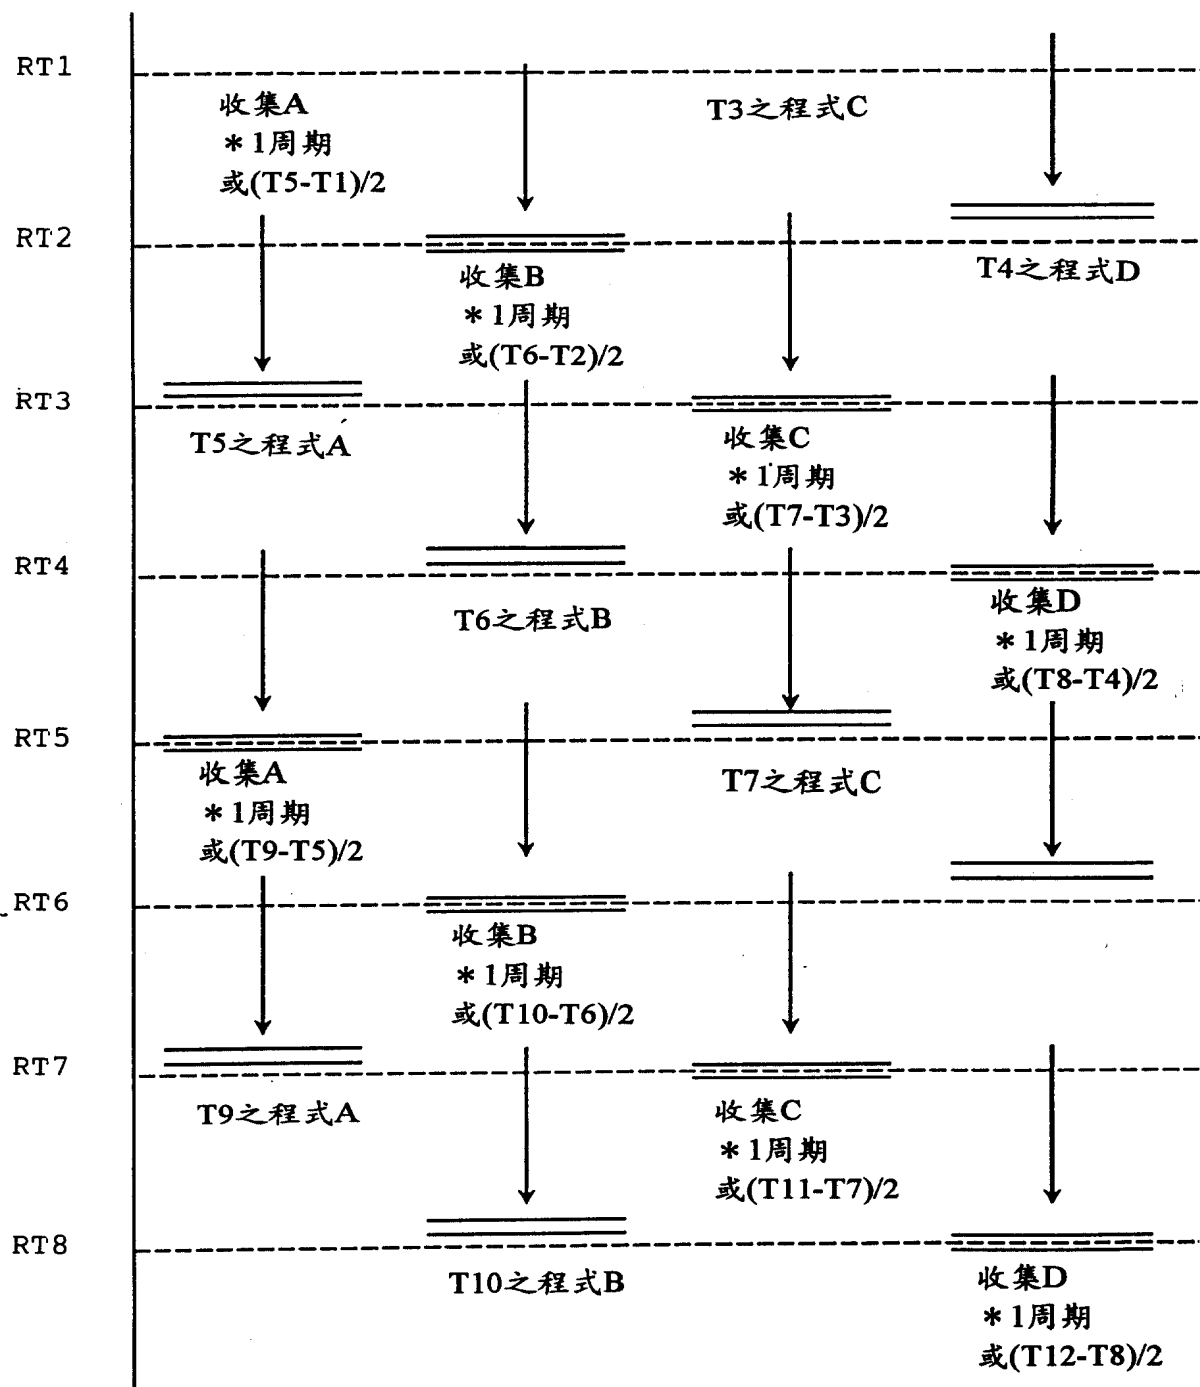 RT1
收集A
*1周期
或(T5-T1)/2
T3之程式C
RT2
收集B
*1周期
或(T6-T2)/2
T4之程式D
RT3
T5之程式A
收集C
*1周期
或(T7-T3)/2
RT4
T6之程式B
收集D
*1周期
或(T8-T4)/2
RT5
收集A
*1周期
或(T9-T5)/2
T7之程式C
RT6
收集B
*1周期
或(T10-T6)/2
RT7
T9之程式A
收集C
*1周期
或(T11-T7)/2
RT8
T10之程式B
收集D
*1周期
或(T12-T8)/2